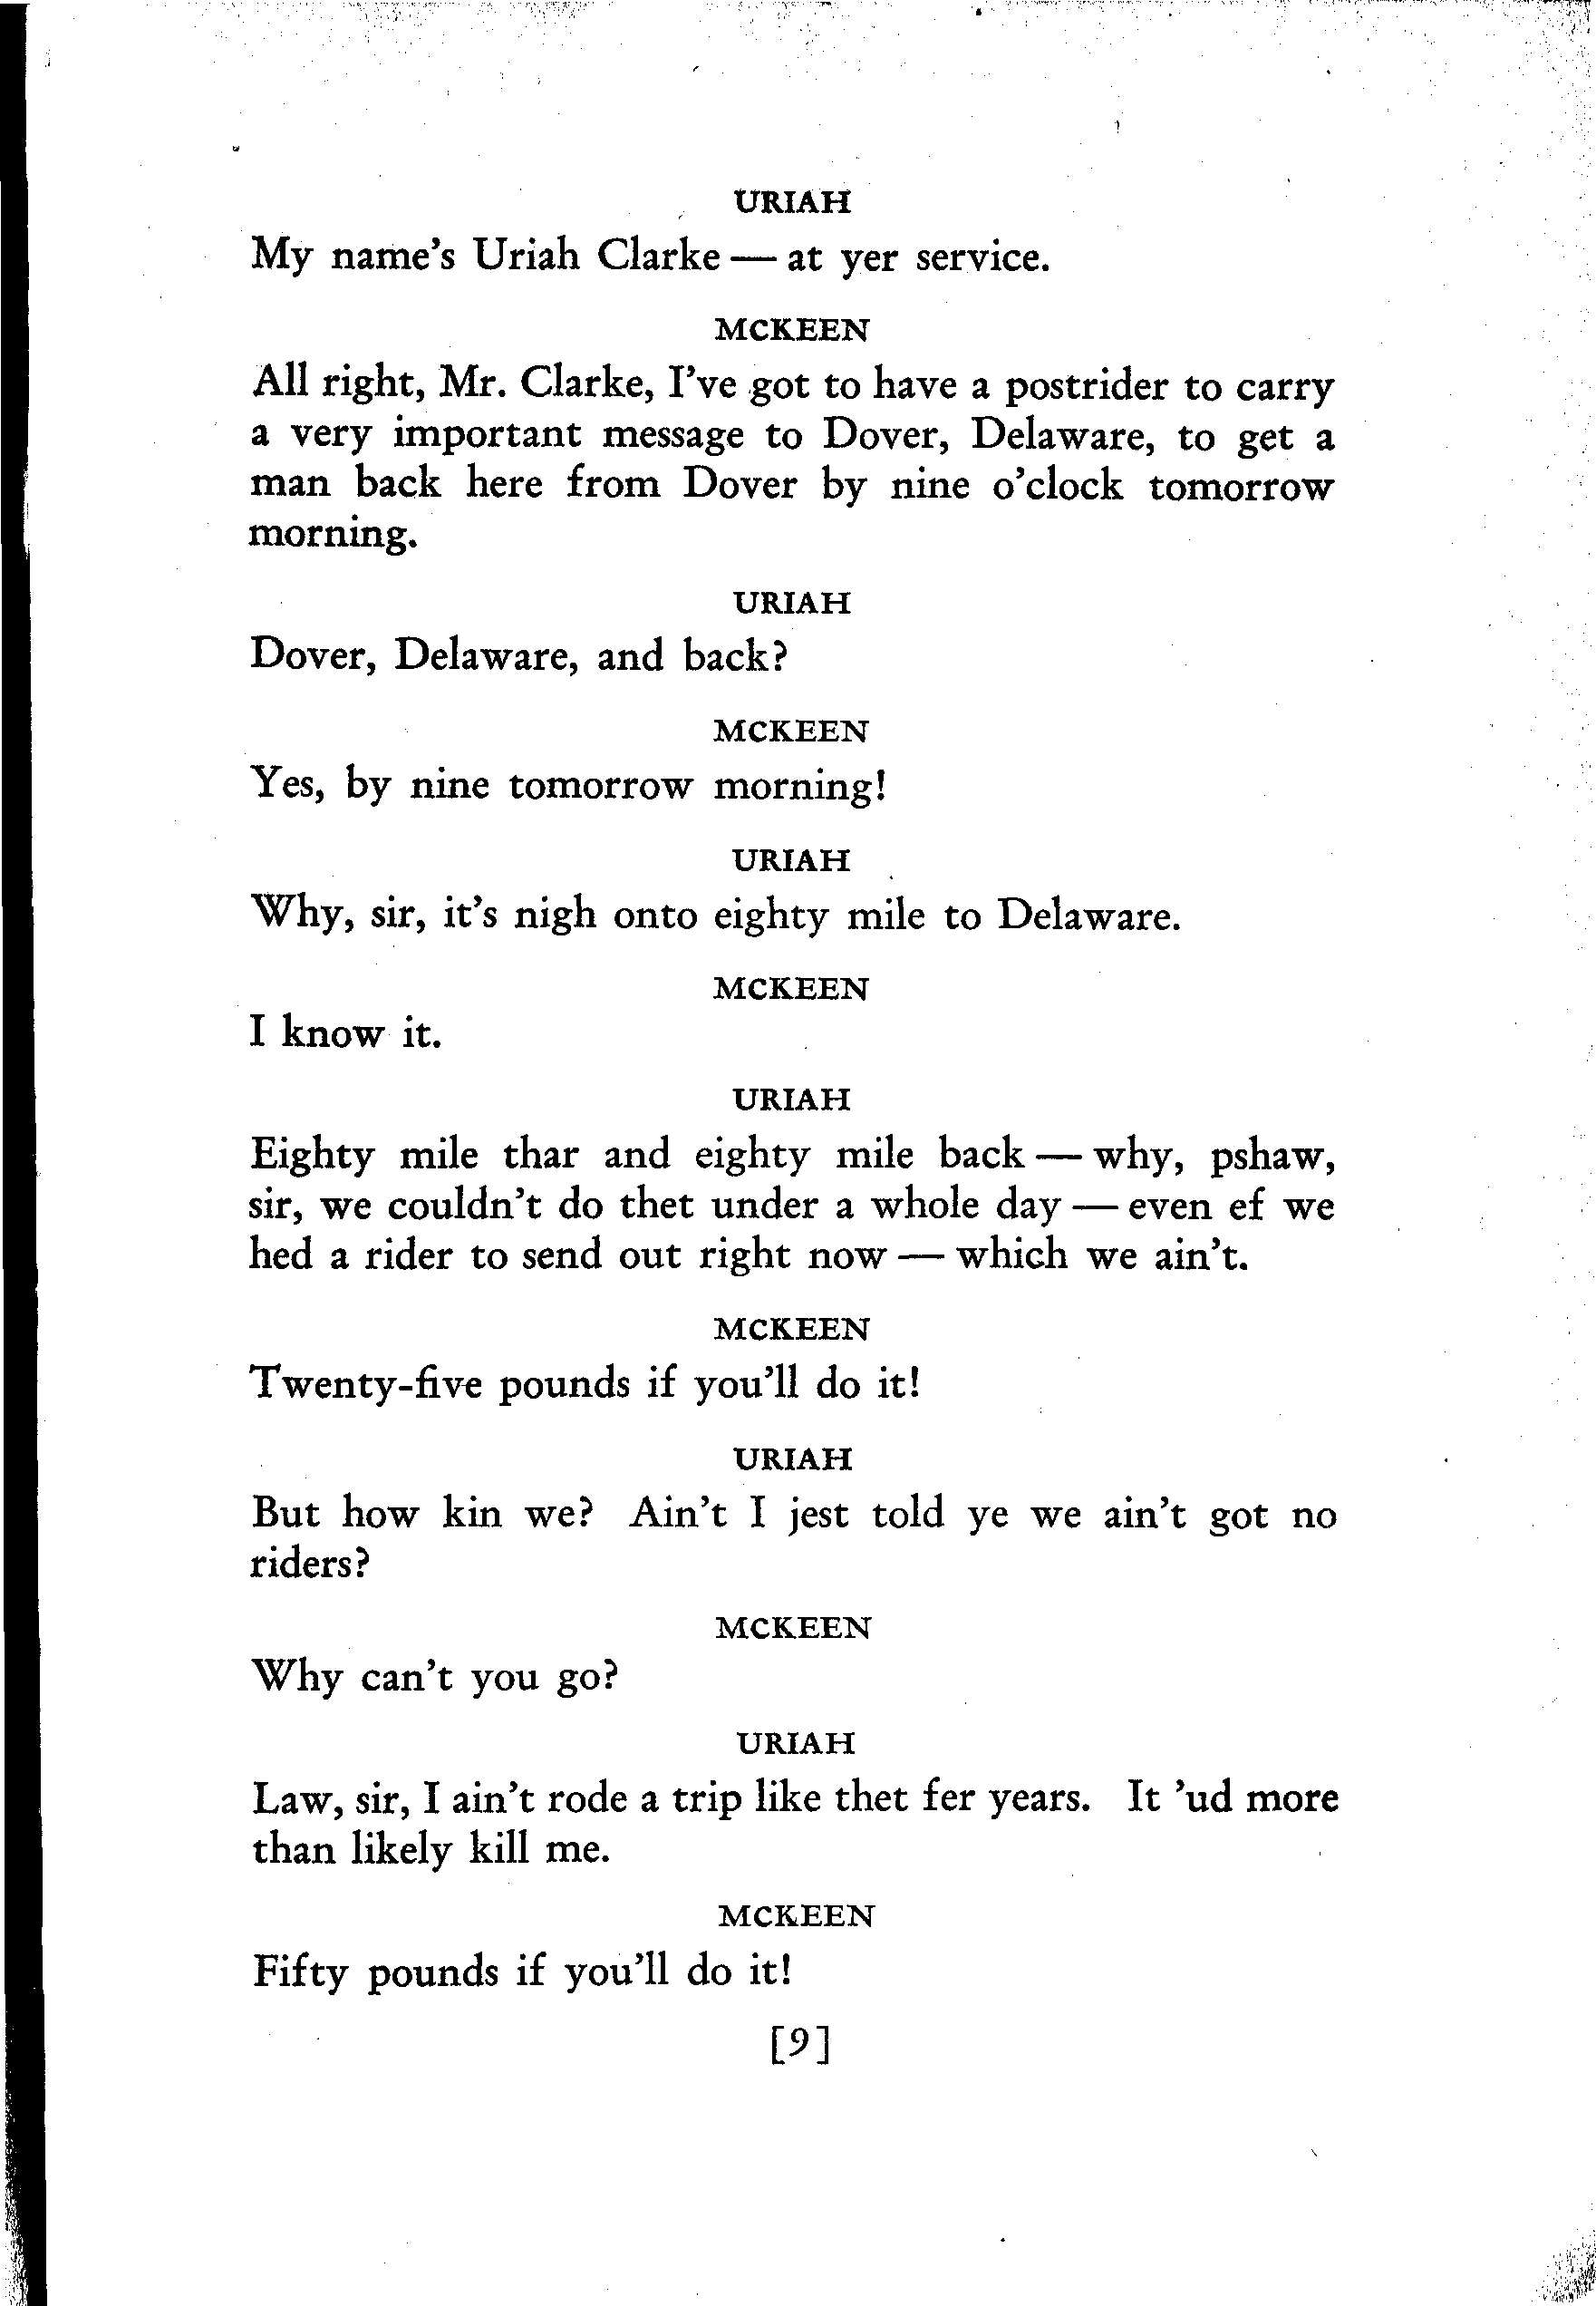 URIAH
My name's Uriah Clarke — at yer service.
MCKEEN
All right, Mr. Clarke, I've got to have a postrider to carry
a very important message to Dover, Delaware, to get a
man back here from Dover by nine o'clock tomorrow
morning.
URIAH
Dover, Delaware, and back?
MCKEEN
Yes, by nine tomorrow morning!
URIAH
Why, sir, it's nigh onto eighty mile to Delaware.
MCKEEN
I know it.
URIAH
Eighty mile thar and eighty mile back — why, pshaw,
sir, we couldn't do thet under a whole day — even ef we
hed a rider to send out right now — which we ain't.
MCKEEN
Twenty-five pounds if you'll do it!
URIAH
But how kin we? Ain't I jest told ye we ain't got no
riders?
MCKEEN
Why can't you go?
URIAH
Law, sir, I ain't rode a trip like thet fer years. It 'ud more
than likely kill me.
MCKEEN
Fifty pounds if you'll do it!
[9]